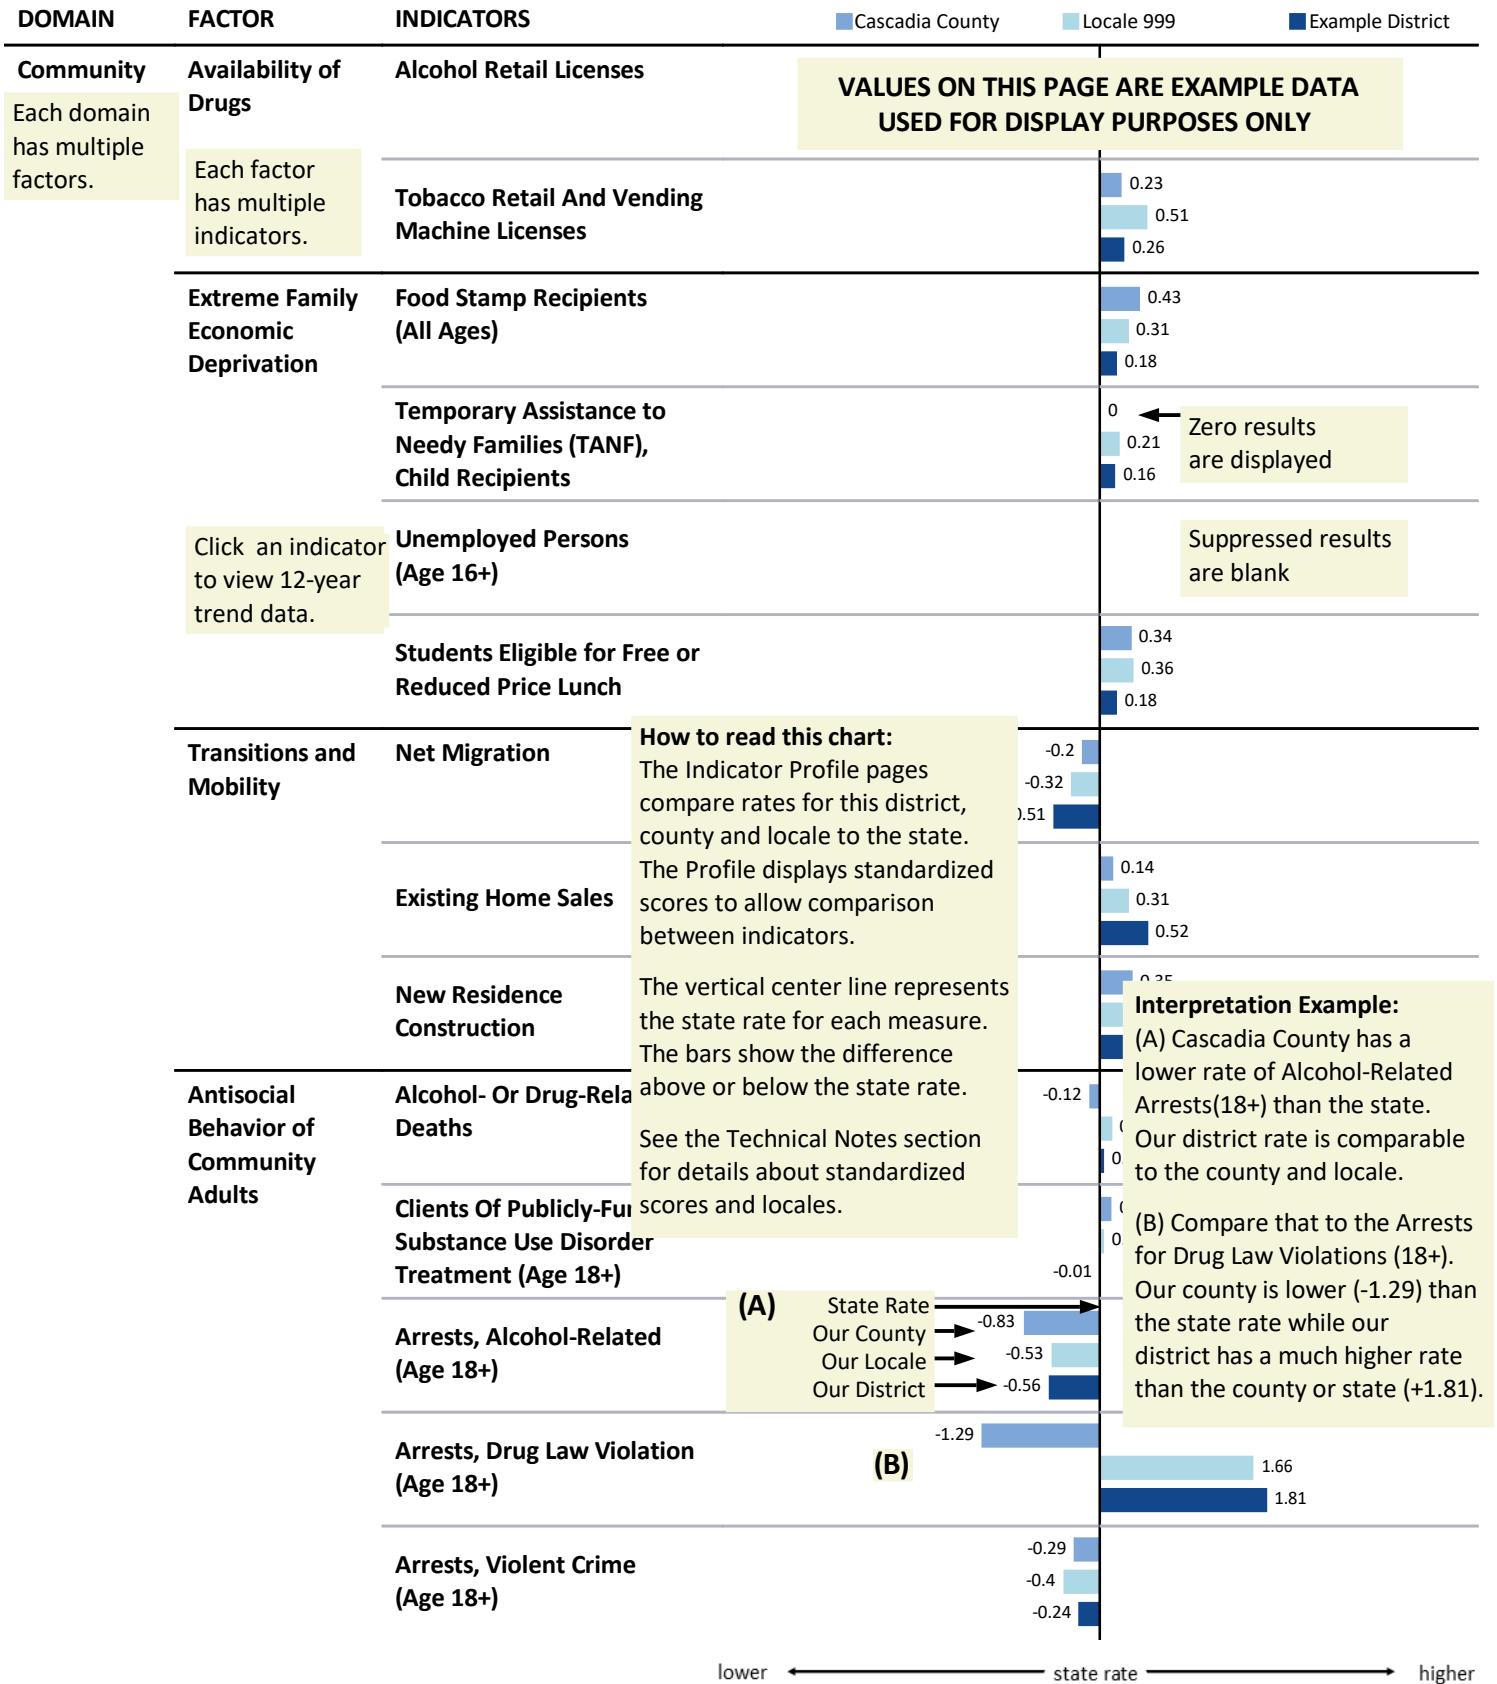 DOMAIN FACTOR INDICATORS Cascadia County Locale 999 Example District
Community
Each domain
has multiple
factors.
Availability of
Drugs
Each factor
has multiple
indicators.
Alcohol Retail Licenses
VALUES ON THIS PAGE ARE EXAMPLE DATA
USED FOR DISPLAY PURPOSES ONLY
Tobacco Retail And Vending
Machine Licenses
0.23
0.51
0.26
Extreme Family
Economic
Deprivation
Food Stamp Recipients
(All Ages)
0.43
0.31
0.18
Temporary Assistance to
Needy Families (TANF),
Child Recipients
0
0.21
0.16
Zero results
are displayed
Click an indicator
to view 12-year
trend data.
Unemployed Persons
(Age 16+)
Suppressed results
are blank
Students Eligible for Free or
Reduced Price Lunch
0.34
0.36
0.18
Transitions and
Mobility
Net Migration
-0.2
-0.32
.51
How to read this chart:
The Indicator Profile pages
compare rates for this district,
county and locale to the state.
The Profile displays standardized
scores to allow comparison
between indicators.
The vertical center line represents
the state rate for each measure.
The bars show the difference
above or below the state rate.
See the Technical Notes section
for details about standardized
scores and locales.
Existing Home Sales
0.14
0.31
0.52
New Residence
Construction
Interpretation Example:
(A) Cascadia County has a
lower rate of Alcohol-Related
Arrests(18+) than the state.
Our district rate is comparable
to the county and locale.
(B) Compare that to the Arrests
for Drug Law Violations (18+).
Our county is lower (-1.29) than
the state rate while our
district has a much higher rate
than the county or state (+1.81).
Antisocial
Behavior of
Community
Adults
Alcohol- Or Drug-Rela
Deaths
-0.12
0.
Clients Of Publicly-Fu
Substance Use Disorder
Treatment (Age 18+)
0.
-0.01
Arrests, Alcohol-Related
(Age 18+)
(A)
State Rate
Our County
Our Locale
Our District
-0.83
-0.53
-0.56
Arrests, Drug Law Violation
(Age 18+)
(B)
-1.29
1.66
1.81
Arrests, Violent Crime
(Age 18+)
-0.29
-0.4
-0.24
lower state rate higher